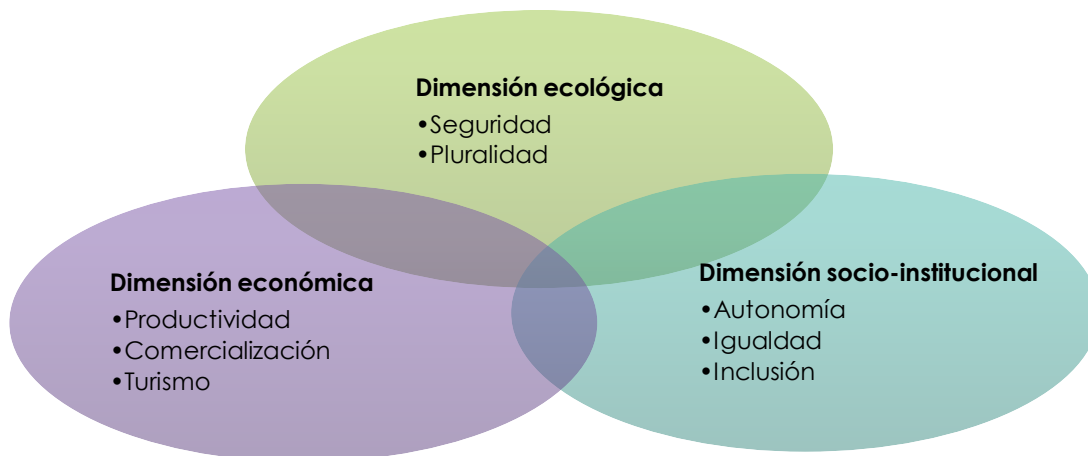 Dimensión ecológica
•Seguridad
•Pluralidad
Dimensión económica
•Productividad
•Comercialización
•Turismo
Dimensión socio-institucional
•Autonomía
•Igualdad
•Inclusión